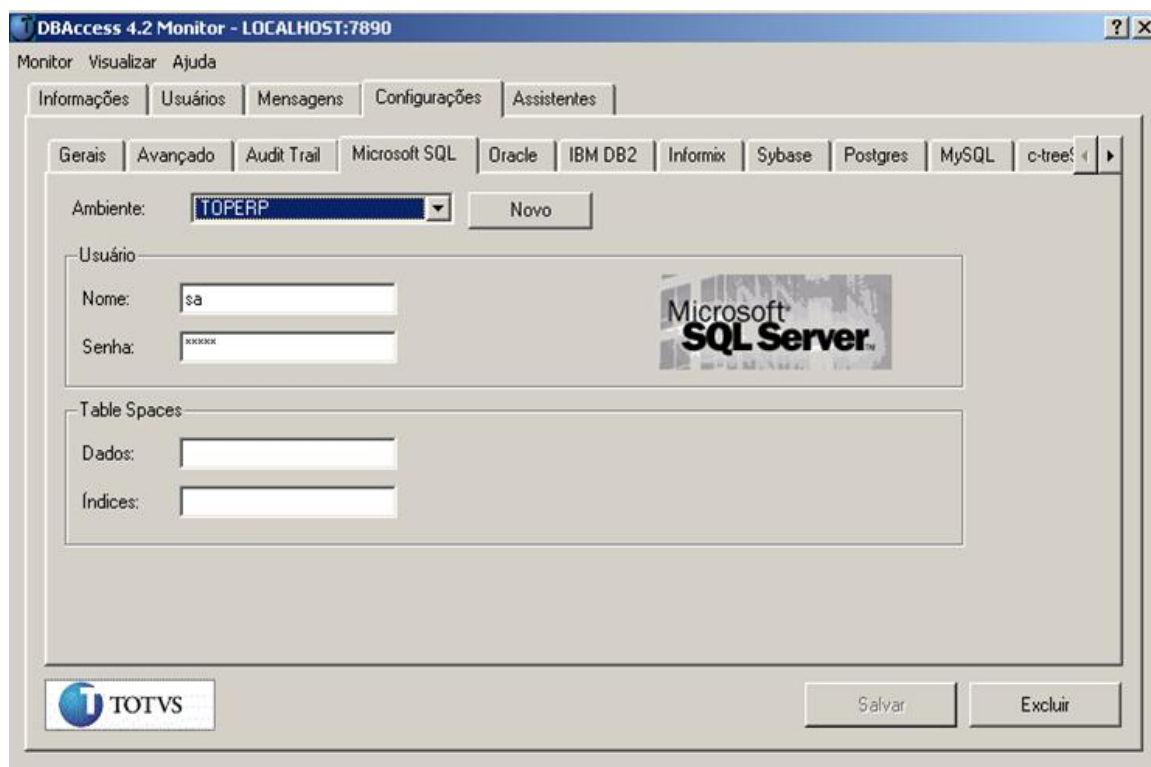 DBAccess 4.2 Monitor - LOCALHOST:7890
Monitor Visualizar Ajuda
Informações Usuários Mensagens Configurações Assistentes
Gerais Avançado Audit Trail Microsoft SQL Oracle IBM DB2 Informix Sybase Postgres MySQL c-treeS
Ambiente: TOPERP Novo
Usuário
Nome: sa
Senha: *****
Microsoft
SQL Server™
Table Spaces
Dados:
Índices:
TOTVS
Salvar Excluir